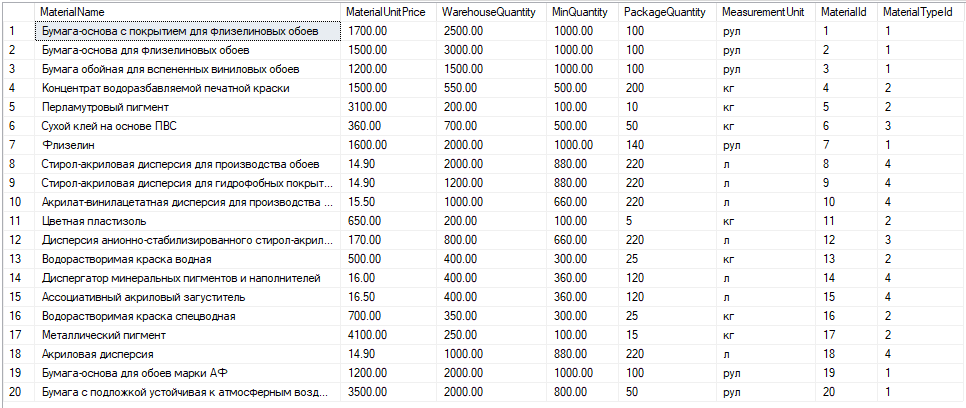 MaterialName MaterialUnitPrice WarehouseQuantity MinQuantity PackageQuantity MeasurementUnit MaterialId MaterialTypeId
1 Бумага-основа с покрытием для флизелиновых обоев 1700.00 2500.00 1000.00 100 рул 1 1
2 Бумага-основа для флизелиновых обоев 1500.00 3000.00 1000.00 100 рул 2 1
3 Бумага обойная для вспененных виниловых обоев 1200.00 1500.00 1000.00 100 рул 3 1
4 Концентрат водоразбавляемой печатной краски 1500.00 550.00 500.00 200 кг 4 2
5 Перламутровый пигмент 3100.00 200.00 100.00 10 кг 5 2
6 Сухой клей на основе ПВС 360.00 700.00 500.00 50 кг 6 3
7 Флизелин 1600.00 2000.00 1000.00 140 рул 7 1
8 Стирол-акриловая дисперсия для производства обоев 14.90 2000.00 880.00 220 л 8 4
9 Стирол-акриловая дисперсия для гидрофобных покрыт... 14.90 1200.00 880.00 220 л 9 4
10 Акрилат-винилацетатная дисперсия для производства ... 15.50 1000.00 660.00 220 л 10 4
11 Цветная пластизоль 650.00 200.00 100.00 5 кг 11 2
12 Дисперсия анионно-стабилизированного стирол-акрил... 170.00 800.00 660.00 220 л 12 3
13 Водорастворимая краска водная 500.00 400.00 300.00 25 кг 13 2
14 Диспергатор минеральных пигментов и наполнителей 16.00 400.00 360.00 120 л 14 4
15 Ассоциативный акриловый загуститель 16.50 400.00 360.00 120 л 15 4
16 Водорастворимая краска спецводная 700.00 350.00 300.00 25 кг 16 2
17 Металлический пигмент 4100.00 250.00 100.00 15 кг 17 2
18 Акриловая дисперсия 14.90 1000.00 880.00 220 л 18 4
19 Бумага-основа для обоев марки АФ 1200.00 2000.00 1000.00 100 рул 19 1
20 Бумага с подложкой устойчивая к атмосферным возд... 3500.00 2000.00 800.00 50 рул 20 1